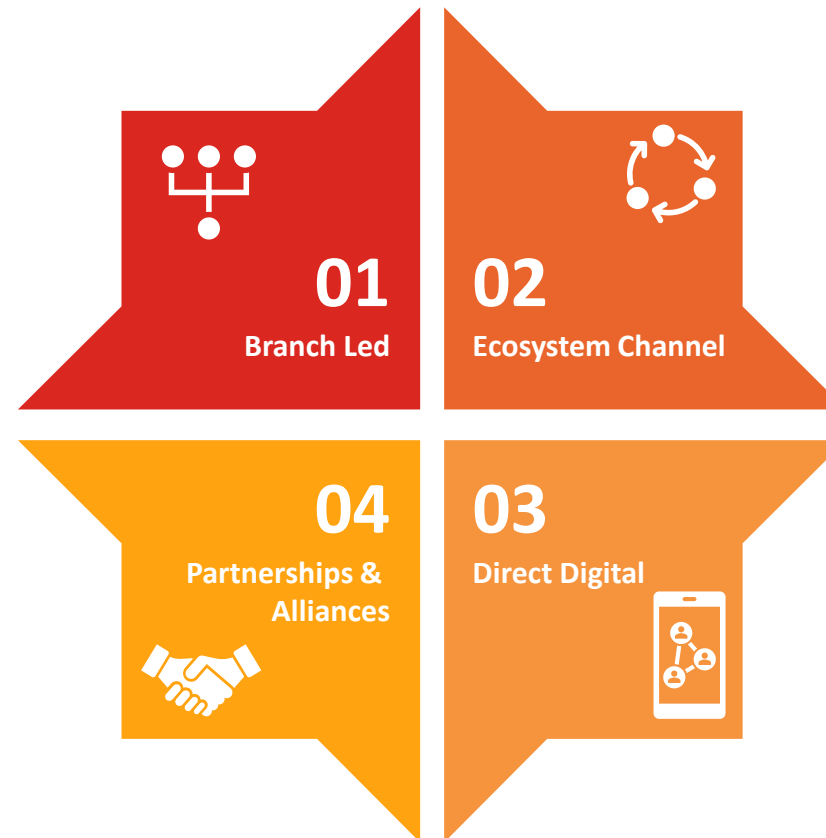 01
Branch Led
02
Ecosystem Channel
04
Partnerships &
Alliances
03
Direct Digital